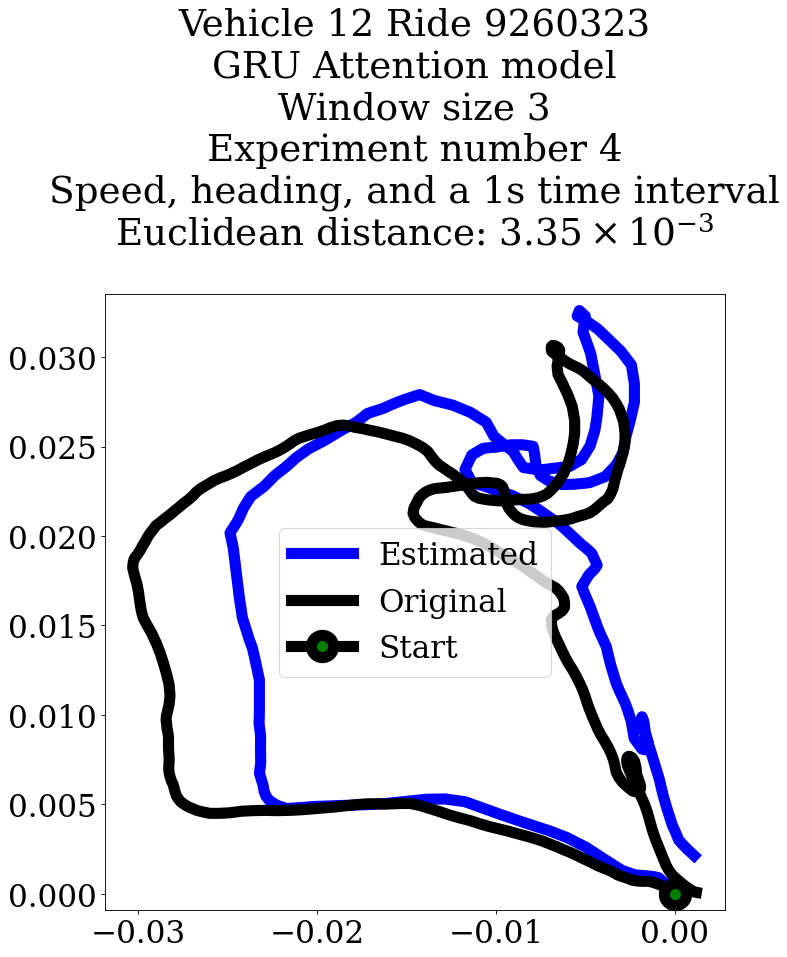 Vehicle 12 Ride 9260323
GRU Attention model
Window size 3
Experiment number 4
Speed, heading, and a 1s time interval
Euclidean distance: 3.35 × 10⁻³
0.030
0.025
0.020
0.015
0.010
0.005
0.000
Estimated
Original
Start
−0.03 −0.02 −0.01 0.00